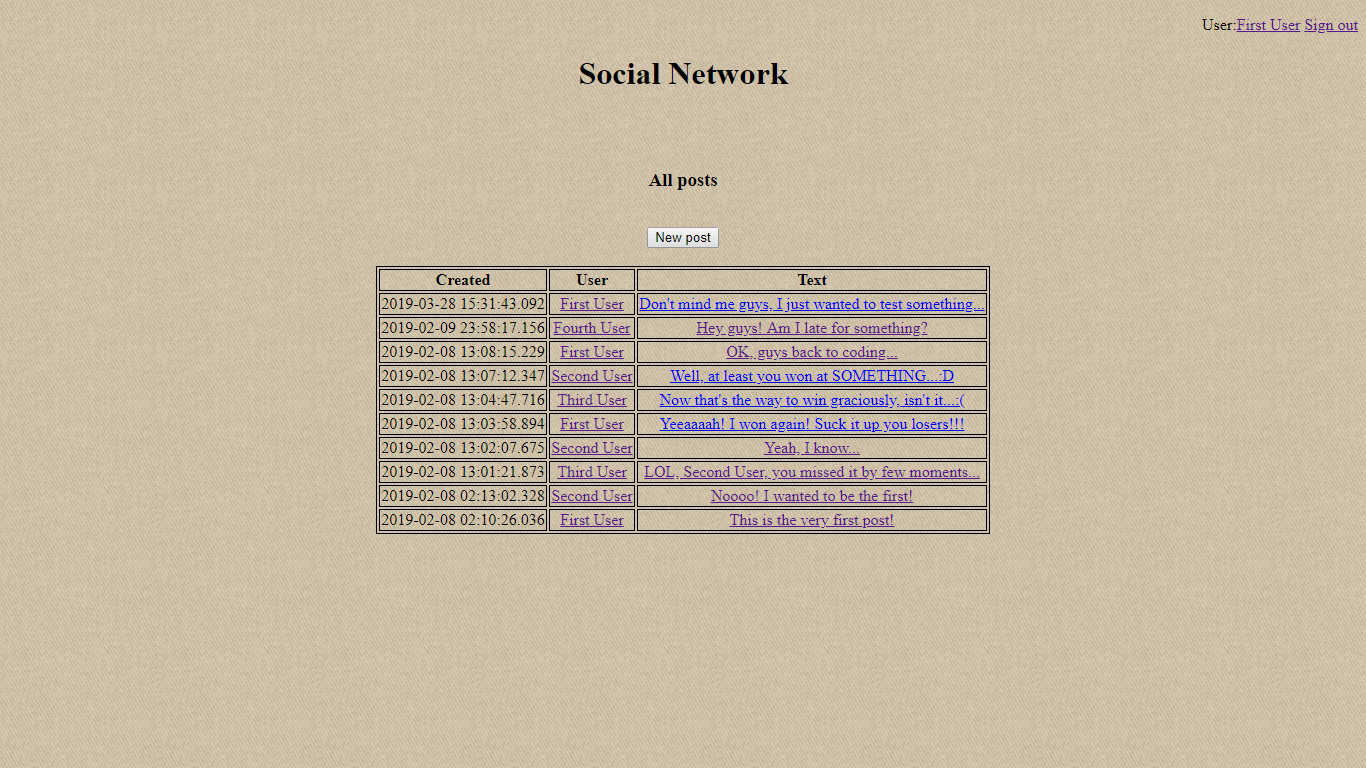 User:First User Sign out
Social Network
All posts
New post
Created User Text
2019-03-28 15:31:43.092 First User Don't mind me guys, I just wanted to test something...
2019-02-09 23:58:17.156 Fourth User Hey guys! Am I late for something?
2019-02-08 13:08:15.229 First User OK, guys back to coding...
2019-02-08 13:07:12.347 Second User Well, at least you won at SOMETHING...:D
2019-02-08 13:04:47.716 Third User Now that's the way to win graciously, isn't it...:(
2019-02-08 13:03:58.894 First User Yeeaaaah! I won again! Suck it up you losers!!!
2019-02-08 13:02:07.675 Second User Yeah, I know...
2019-02-08 13:01:21.873 Third User LOL, Second User, you missed it by few moments...
2019-02-08 02:13:02.328 Second User Noooo! I wanted to be the first!
2019-02-08 02:10:26.036 First User This is the very first post!